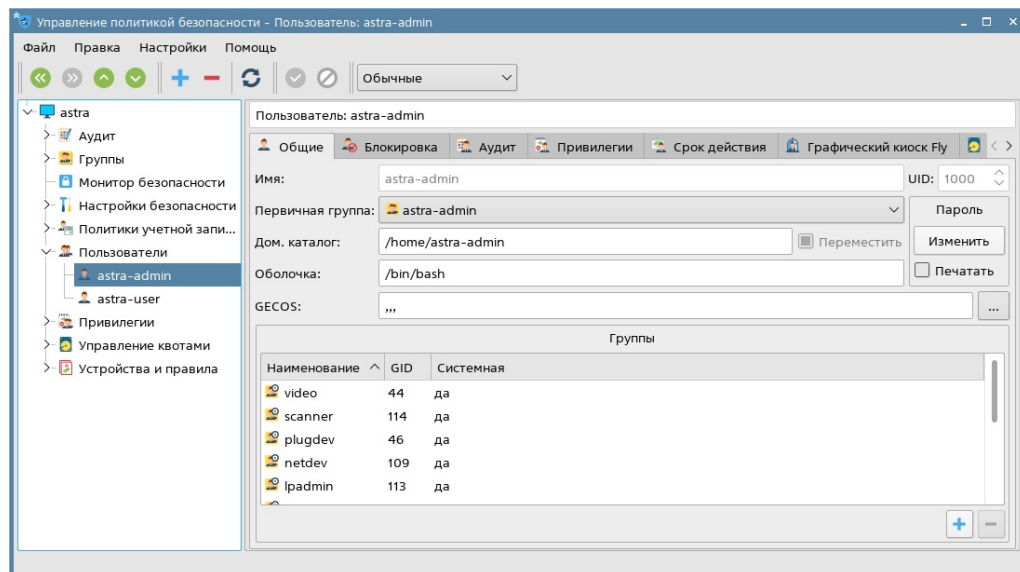 Управление политикой безопасности - Пользователь: astra-admin
Файл Правка Настройки Помощь
Обычные
astra
Аудит
Группы
Монитор безопасности
Настройки безопасности
Политики учетной запи...
Пользователи
astra-admin
astra-user
Привилегии
Управление квотами
Устройства и правила
Пользователь: astra-admin
Общие Блокировка Аудит Привилегии Срок действия Графический киоск Fly
Имя: astra-admin UID: 1000
Первичная группа: astra-admin Пароль
Дом. каталог: /home/astra-admin Переместить Изменить
Оболочка: /bin/bash Печатать
GECOS: ,,, ...
Группы
Наименование GID Системная
video 44 да
scanner 114 да
plugdev 46 да
netdev 109 да
lpadmin 113 да